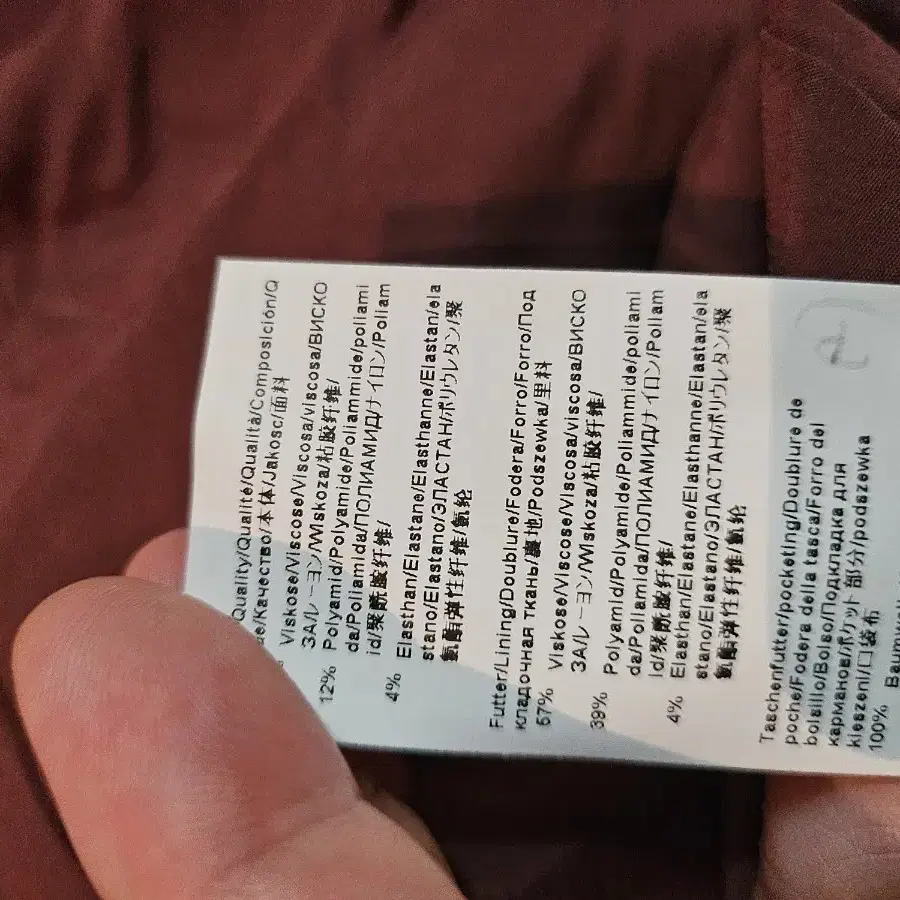 Quality/Qualité/Qualità/Composición/Q
e/Качество/本体/Jakość/面料
Viskose/Viscose/Viscosa/viscosa/ВИСКО
ЗА/レーヨン/Wiskoza/粘胶纤维/
12% Polyamid/Polyamide/Poliammide/poliami
da/Poliamida/ПОЛИАМИД/ナイロン/Poliam
id/聚酰胺纤维/
4% Elasthan/Elastane/Elasthanne/Elastan/ela
stano/Elastano/ЭЛАСТАН/ポリウレタン/聚
氨酯弹性纤维/氨纶
Futter/Lining/Doublure/Fodera/Forro/Forro/Под
кладочная ткань/裏地/Podszewka/里料
57% Viskose/Viscose/Viscosa/viscosa/ВИСКО
ЗА/レーヨン/Wiskoza/粘胶纤维/
39% Polyamid/Polyamide/Poliammide/poliami
da/Poliamida/ПОЛИАМИД/ナイロン/Poliam
id/聚酰胺纤维/
4% Elasthan/Elastane/Elasthanne/Elastan/ela
stano/Elastano/ЭЛАСТАН/ポリウレタン/聚
氨酯弹性纤维/氨纶
Taschenfutter/pocketing/Doublure de
poche/Fodera della tasca/Forro del
bolsillo/Bolso/Подкладка для
карманов/ポケット部分/podszewka
kieszeni/口袋布
100%